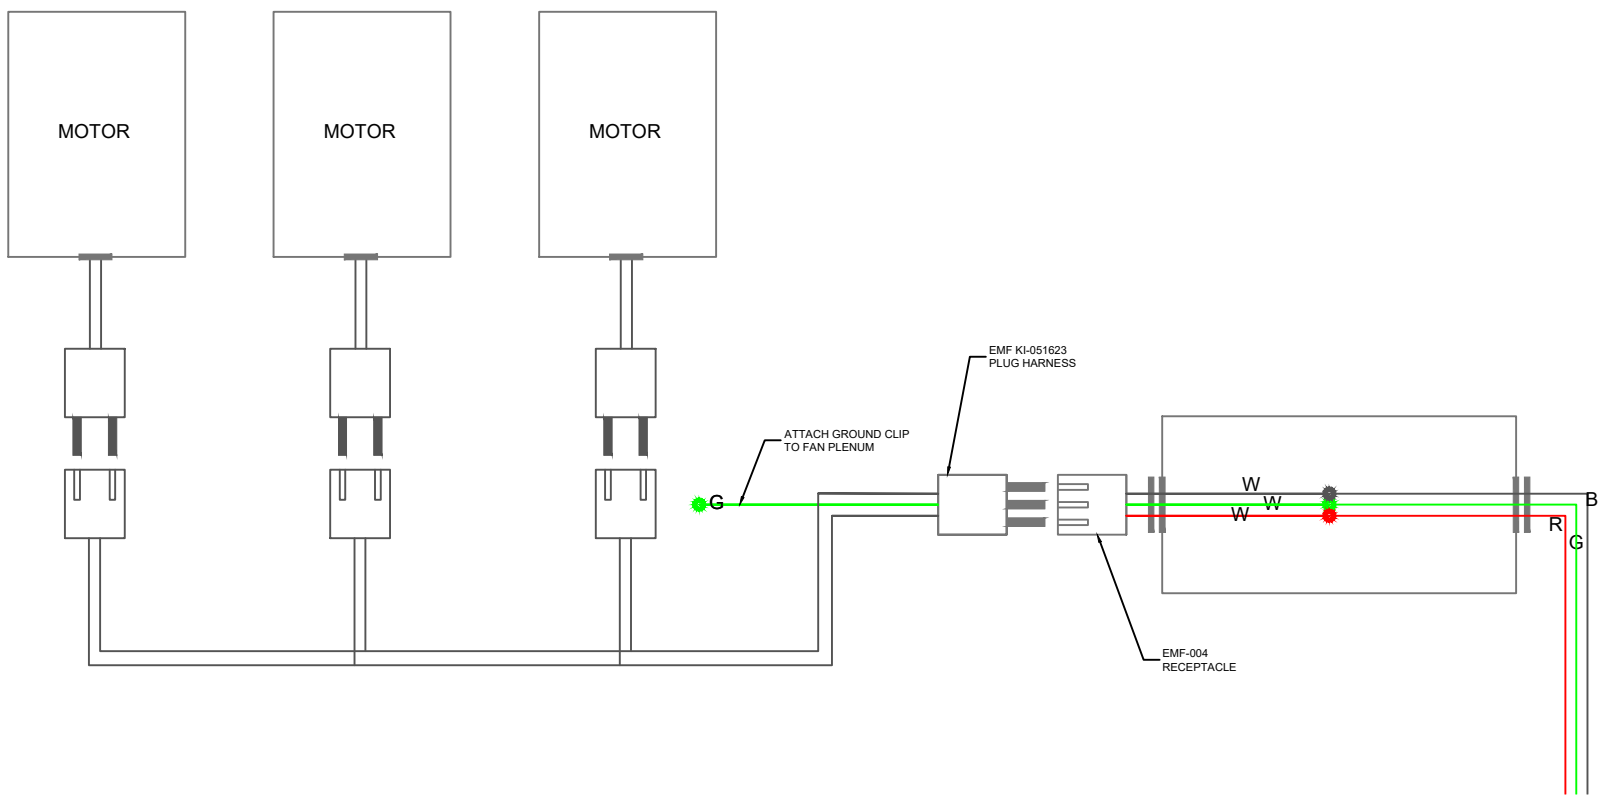 MOTOR
MOTOR
MOTOR
EMF KI-051623
PLUG HARNESS
ATTACH GROUND CLIP
TO FAN PLENUM
G
W
W
W
B
R
G
EMF-004
RECEPTACLE